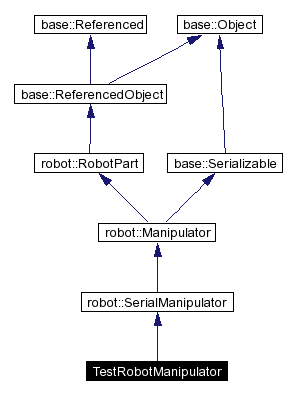 base::Referenced
base::Object
base::ReferencedObject
robot::RobotPart
base::Serializable
robot::Manipulator
robot::SerialManipulator
TestRobotManipulator